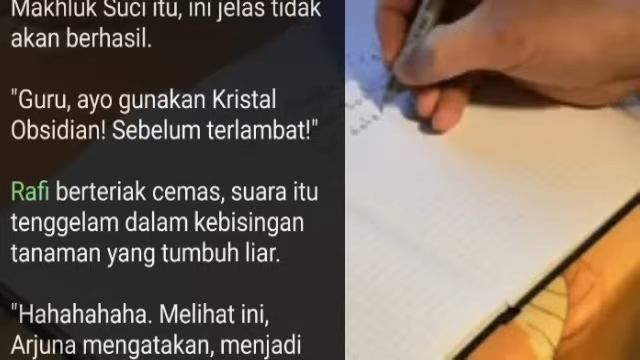 Makhluk Suci itu, ini jelas tidak
akan berhasil.
"Guru, ayo gunakan Kristal
Obsidian! Sebelum terlambat!"
Rafi berteriak cemas, suara itu
tenggelam dalam kebisingan
tanaman yang tumbuh liar.
"Hahahahaha. Melihat ini,
Arjuna mengatakan, menjadi